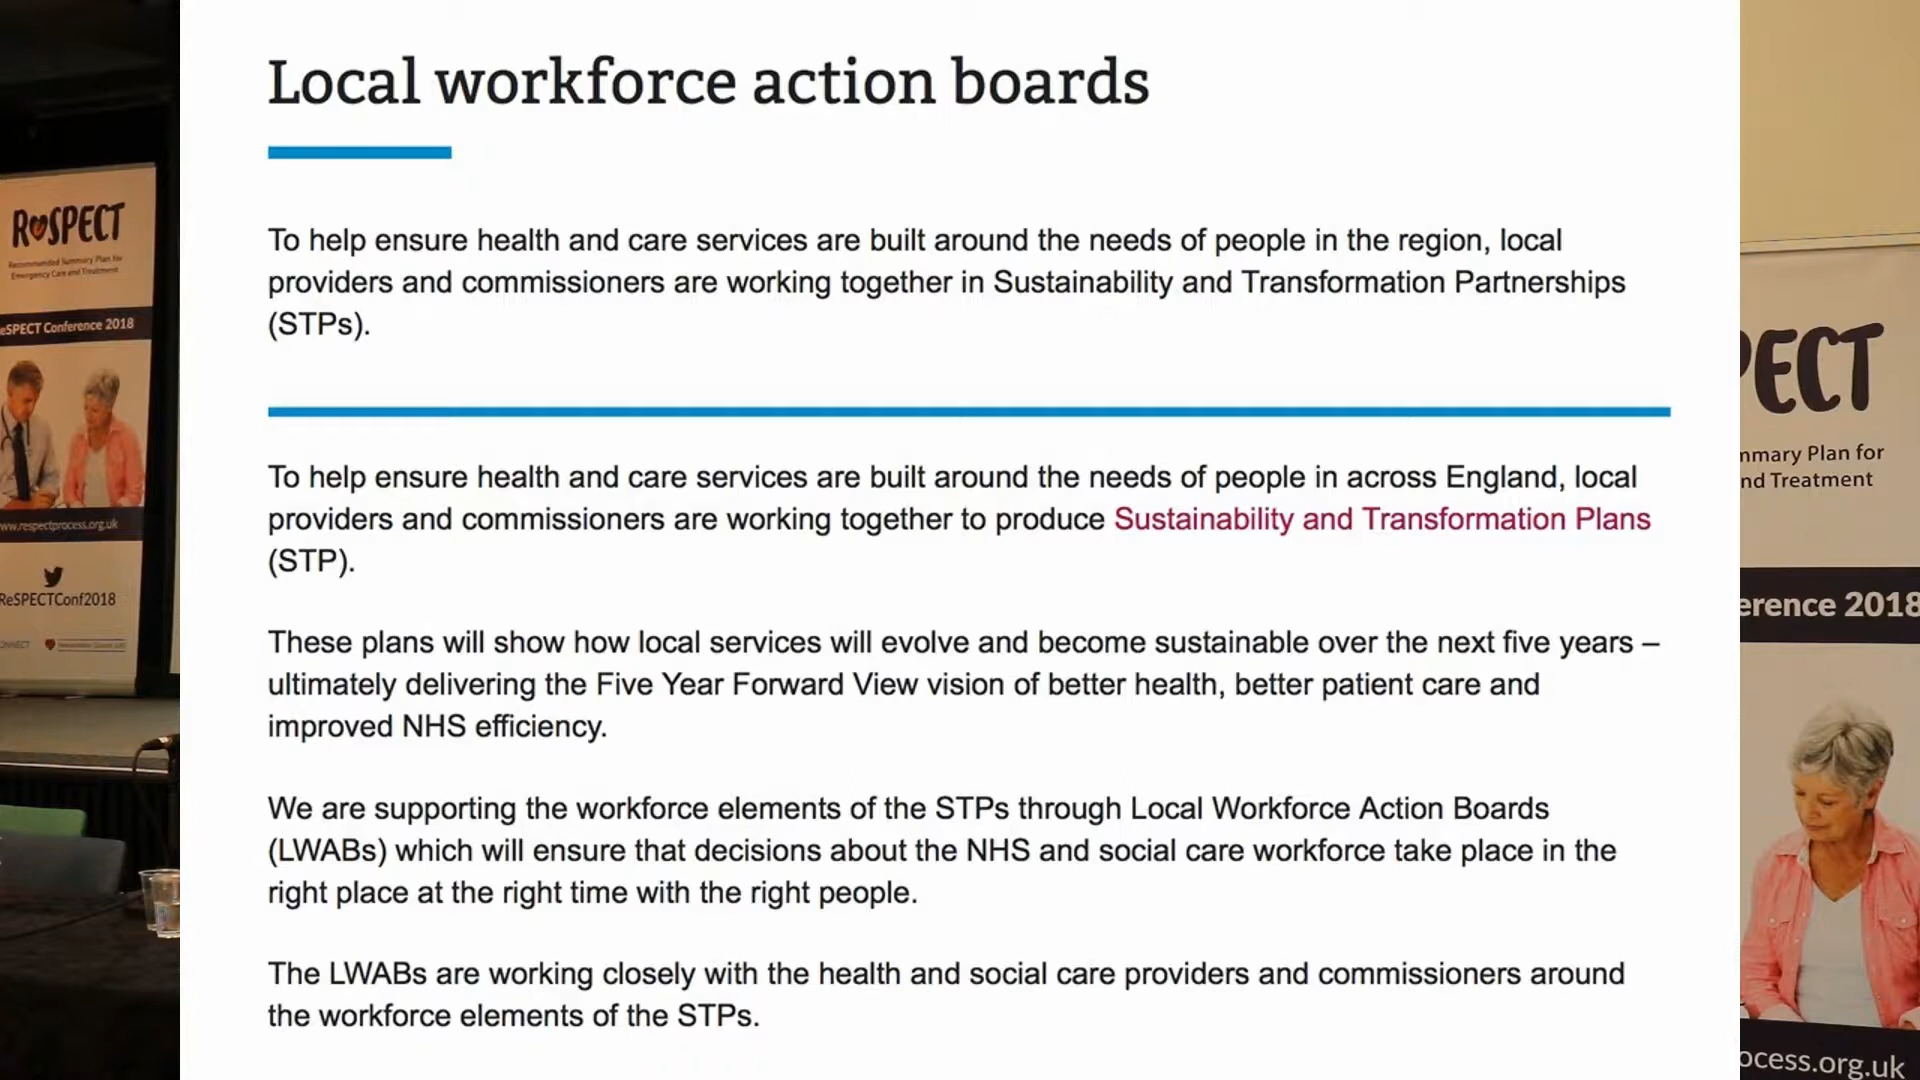 Local workforce action boards
To help ensure health and care services are built around the needs of people in the region, local
providers and commissioners are working together in Sustainability and Transformation Partnerships
(STPs).
To help ensure health and care services are built around the needs of people in across England, local
providers and commissioners are working together to produce Sustainability and Transformation Plans
(STP).
These plans will show how local services will evolve and become sustainable over the next five years –
ultimately delivering the Five Year Forward View vision of better health, better patient care and
improved NHS efficiency.
We are supporting the workforce elements of the STPs through Local Workforce Action Boards
(LWABs) which will ensure that decisions about the NHS and social care workforce take place in the
right place at the right time with the right people.
The LWABs are working closely with the health and social care providers and commissioners around
the workforce elements of the STPs.
ReSPECT
Recommended Summary Plan for
Emergency Care and Treatment
eSPECT Conference 2018
www.respectprocess.org.uk
ReSPECTConf2018
PECT
mmary Plan for
nd Treatment
erence 2018
ocess.org.uk